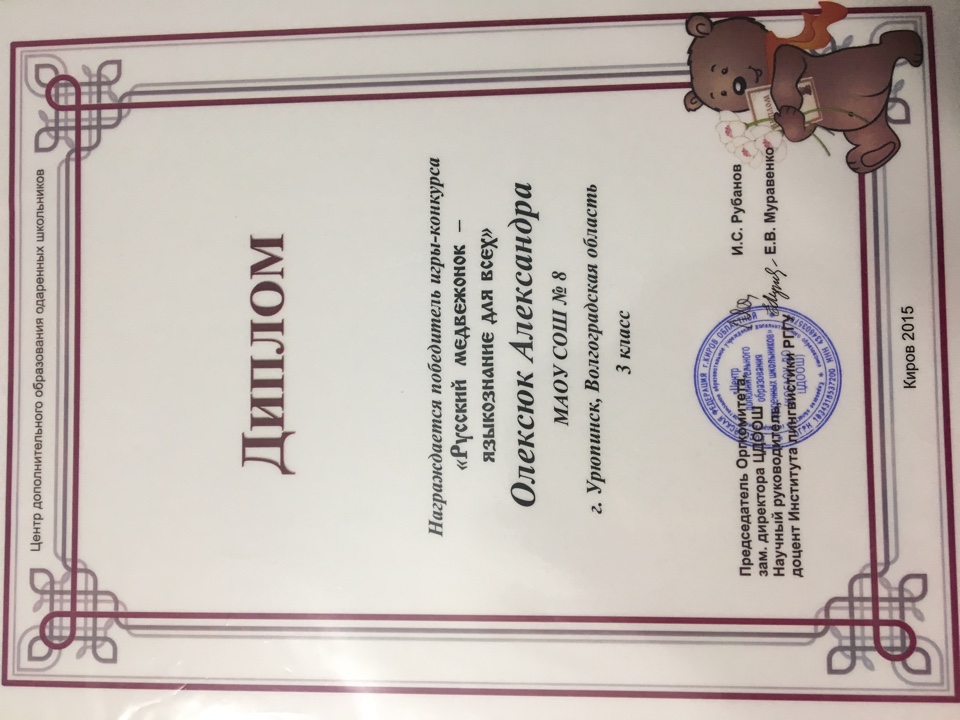 Центр дополнительного образования одаренных школьников
Диплом
Награждается победитель игры-конкурса
«Русский медвежонок –
языкознание для всех»
Олексюк Александра
МАОУ СОШ № 8
г. Урюпинск, Волгоградская область
3 класс
Председатель Оргкомитета,
зам. директора ЦДООШ И.С. Рубанов
Научный руководитель,
доцент Института лингвистики РГГУ Е.В. Муравенко
Киров 2015